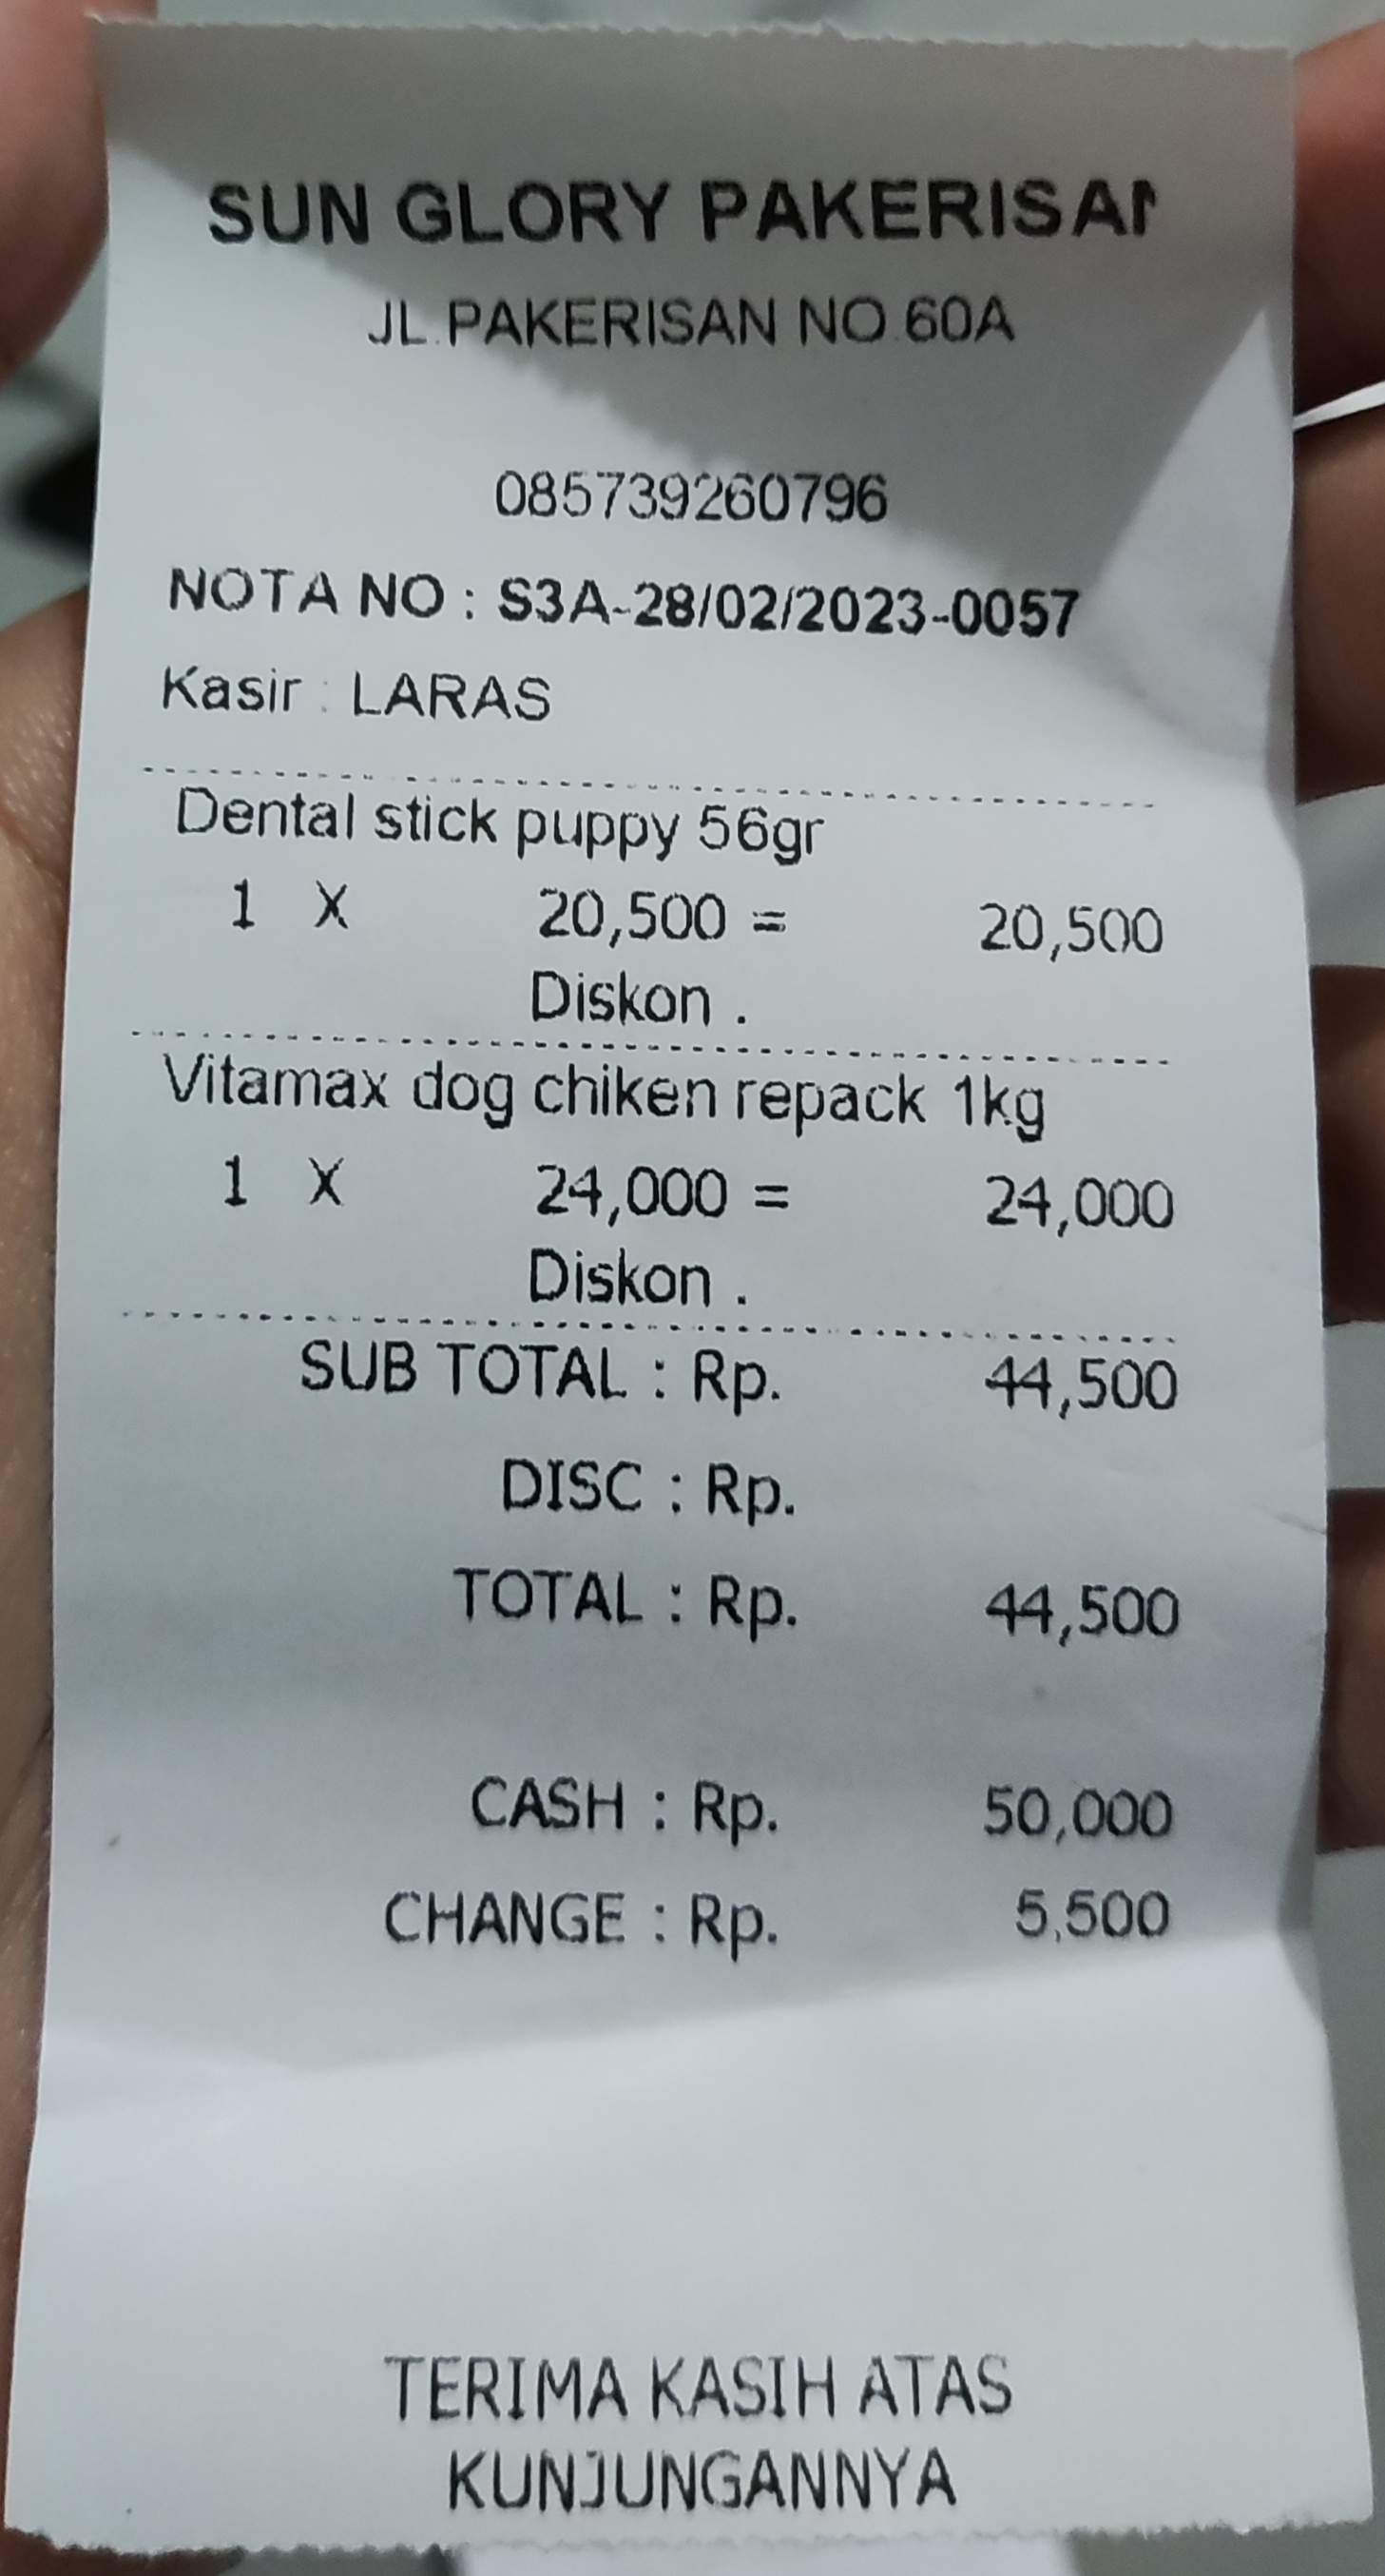 SUN GLORY PAKERISAN
JL.PAKERISAN NO.60A
085739260796
NOTA NO : S3A-28/02/2023-0057
Kasir : LARAS
Dental stick puppy 56gr
1 X 20,500 = 20,500
Diskon .
Vitamax dog chiken repack 1kg
1 X 24,000 = 24,000
Diskon .
SUB TOTAL : Rp. 44,500
DISC : Rp.
TOTAL : Rp. 44,500
CASH : Rp. 50,000
CHANGE : Rp. 5,500
TERIMA KASIH ATAS
KUNJUNGANNYA